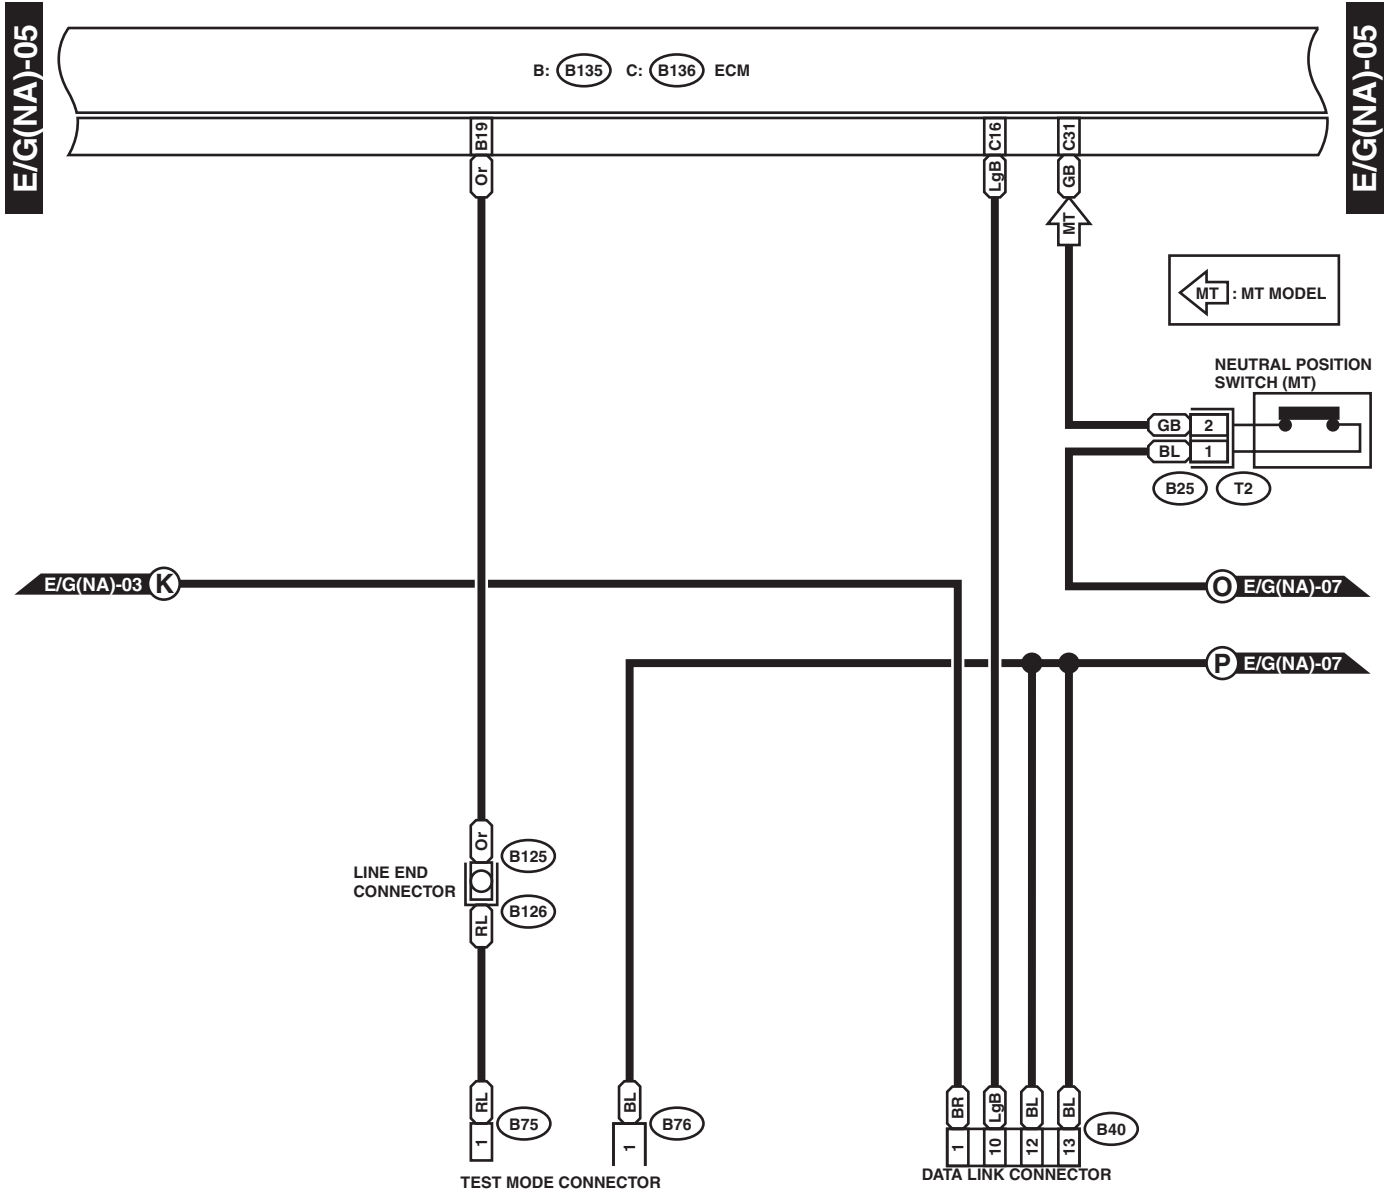 E/G(NA)-05
E/G(NA)-05
B: B135 C: B136 ECM
B19
C16
C31
Or
LgB
GB
MT
MT : MT MODEL
NEUTRAL POSITION
SWITCH (MT)
GB 2
BL 1
B25 T2
E/G(NA)-03 K
O E/G(NA)-07
P E/G(NA)-07
Or
B125
LINE END
CONNECTOR
B126
RL
RL
BL
BR
LgB
BL
BL
B75
B76
B40
1
1
1
10
12
13
TEST MODE CONNECTOR
DATA LINK CONNECTOR